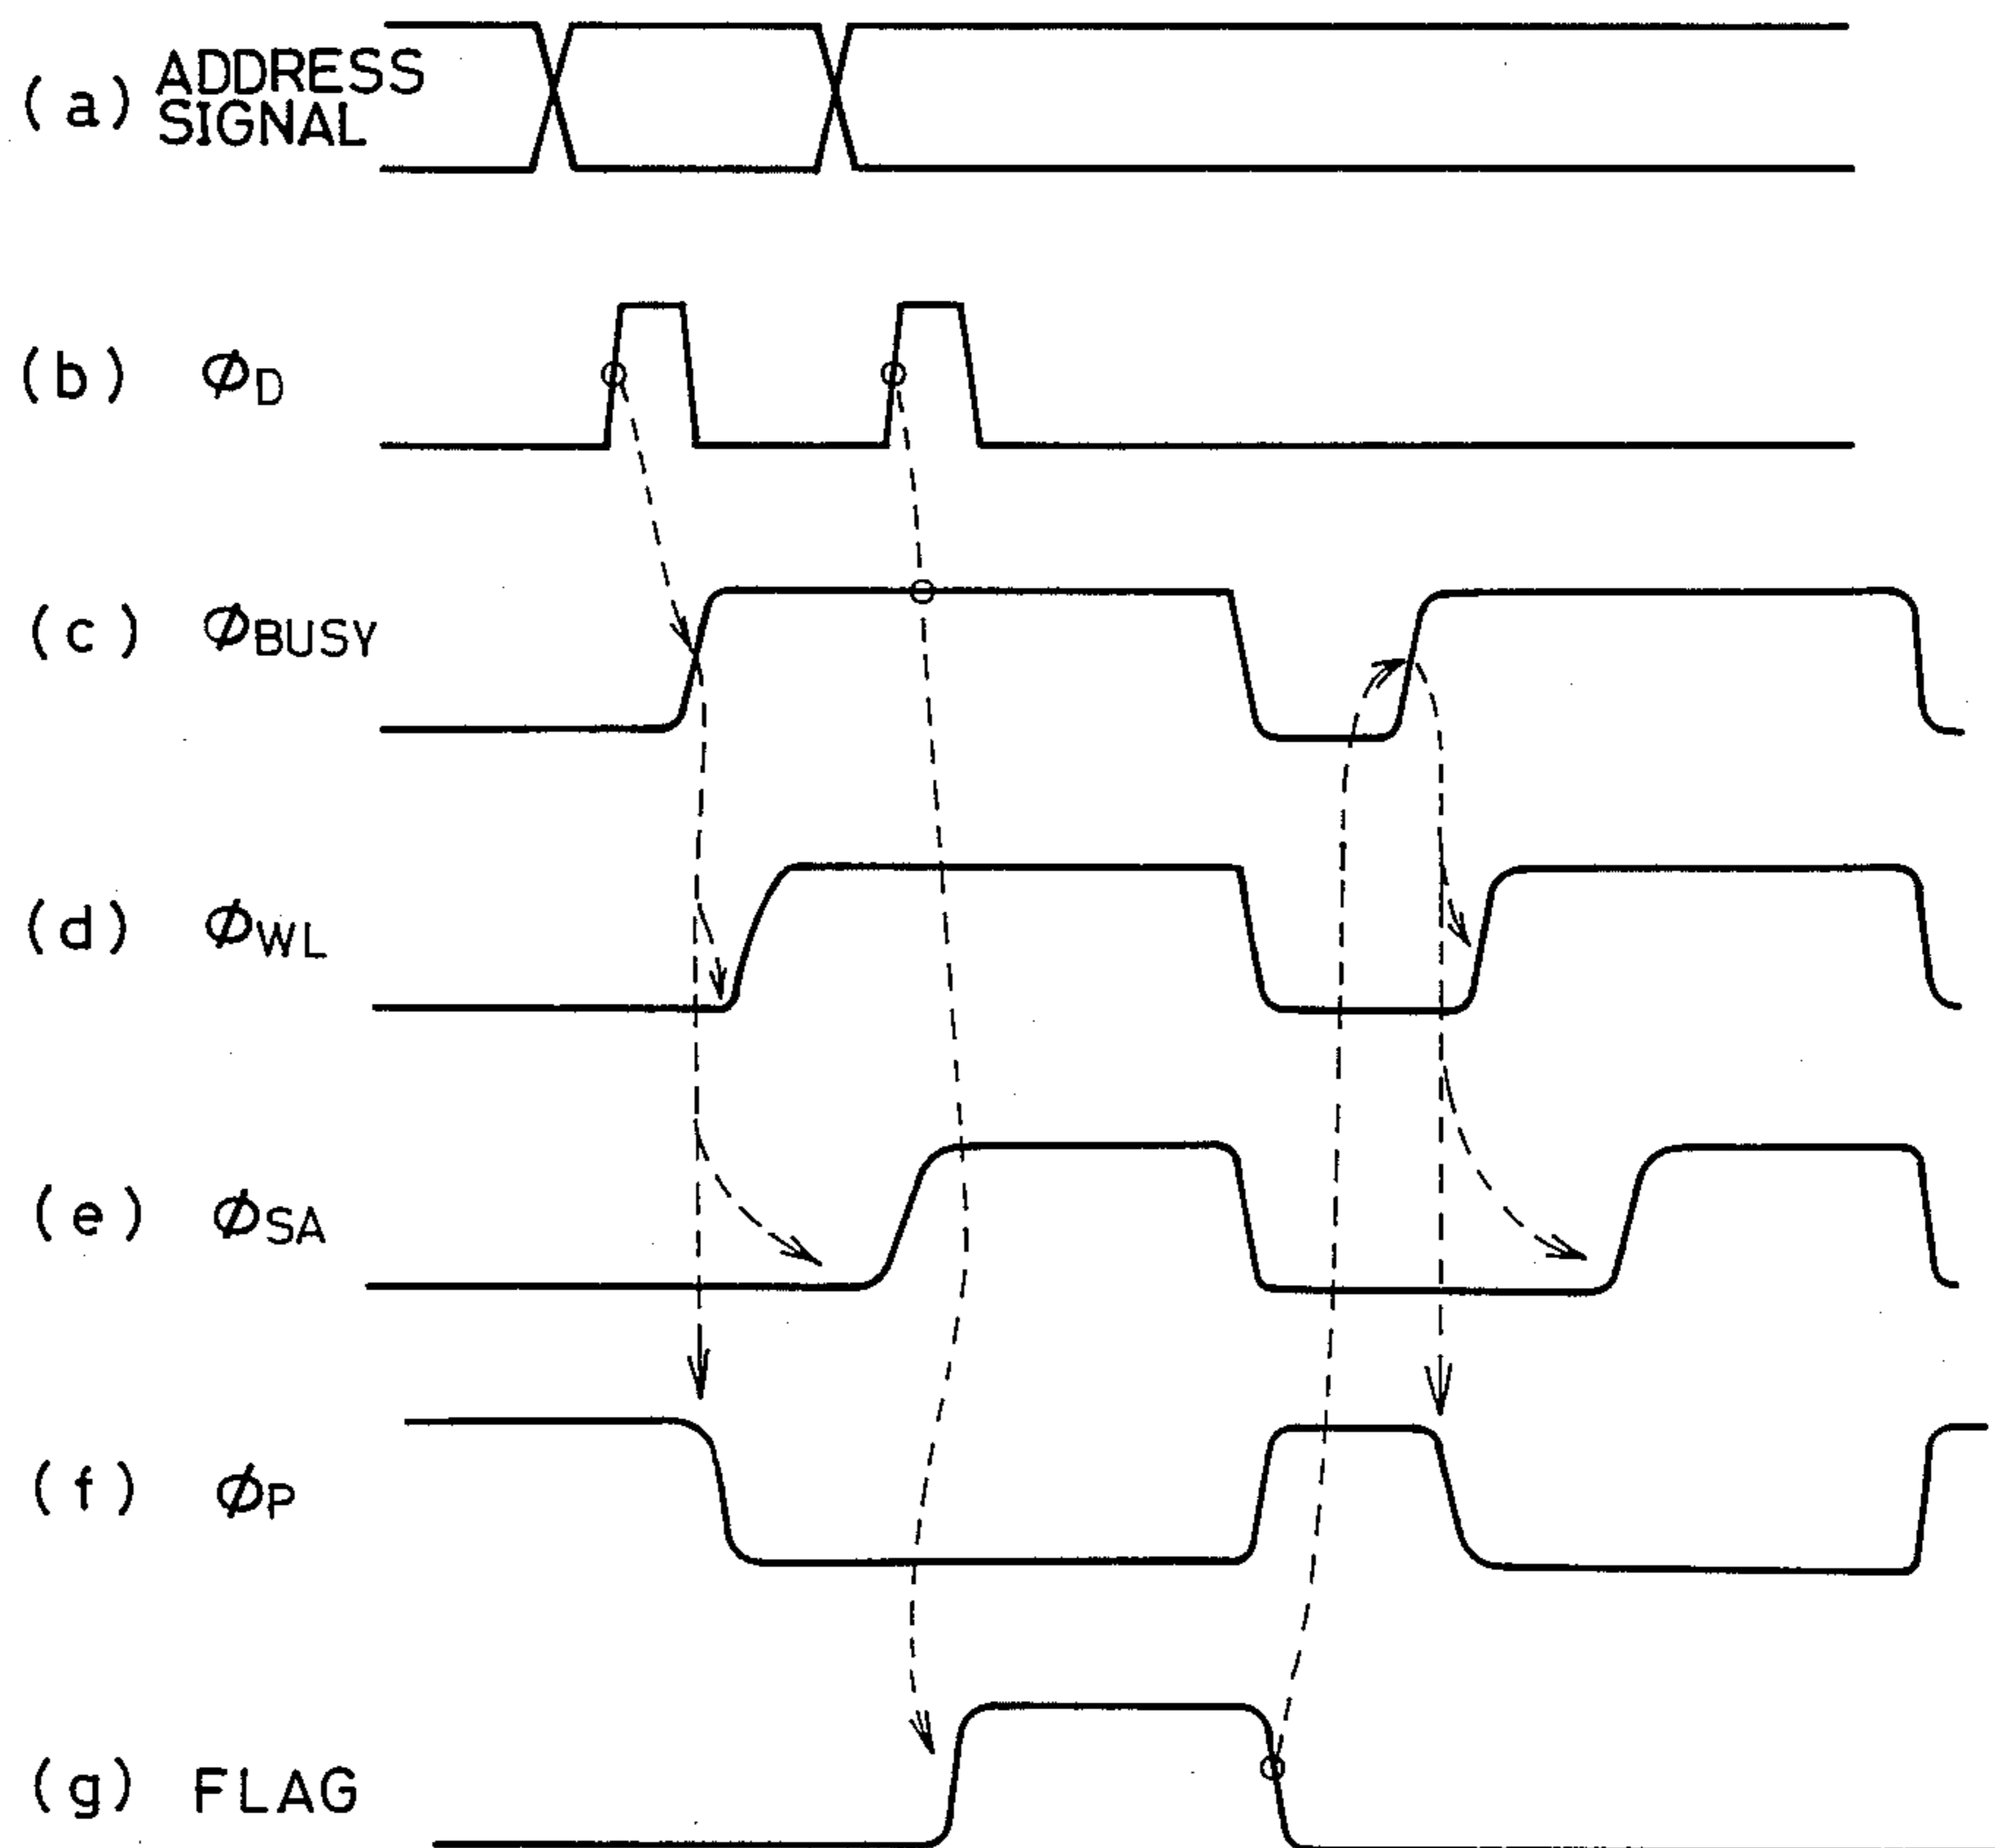 (a) ADDRESS
SIGNAL
(b) ϕD
(c) ϕBUSY
(d) ϕWL
(e) ϕSA
(f) ϕP
(g) FLAG